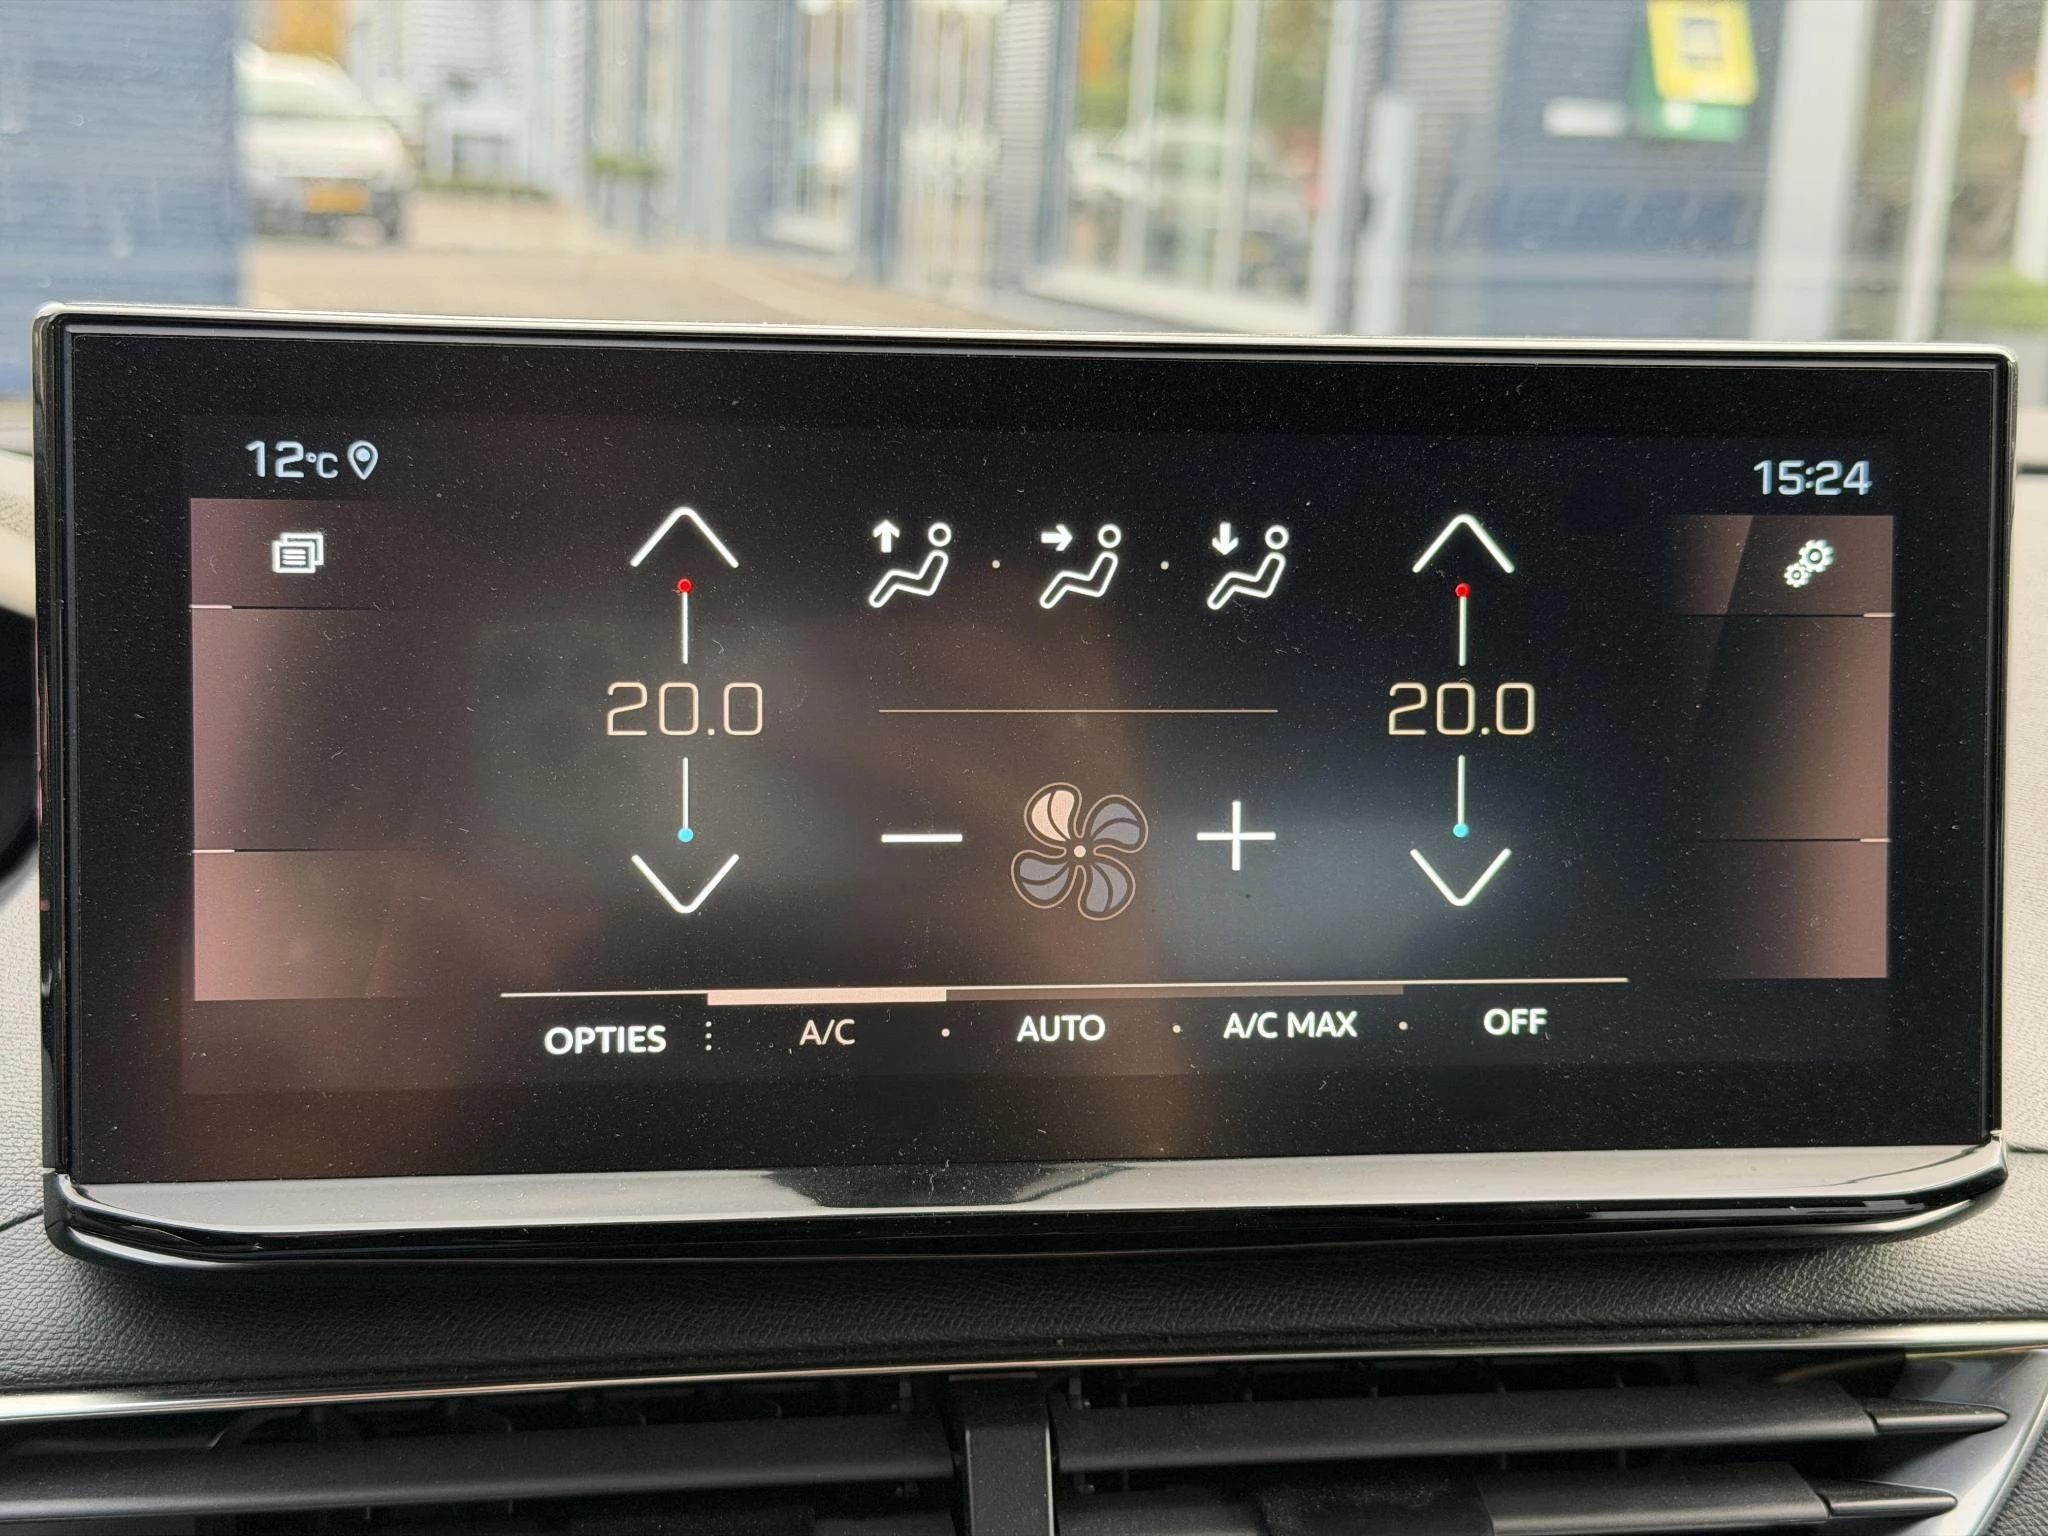 12°C 15:24
20.0 20.0
OPTIES A/C AUTO A/C MAX OFF